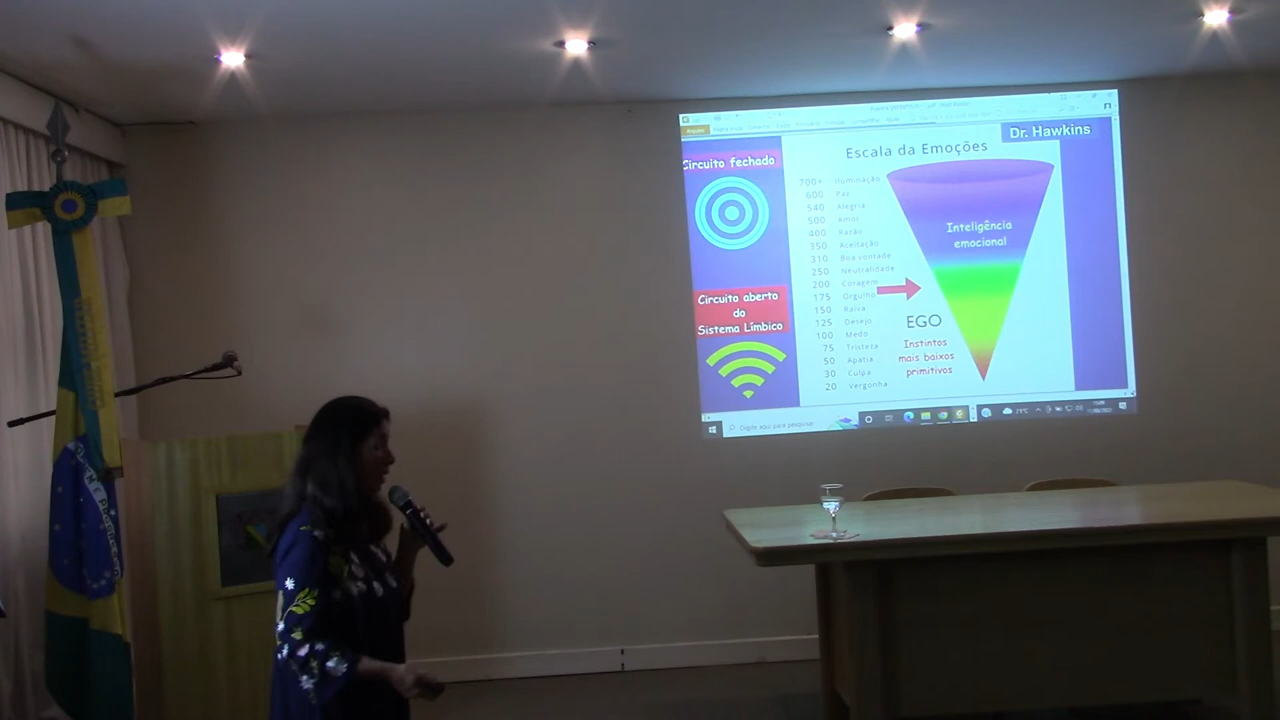 Arquivo
Dr. Hawkins
Circuito fechado
Escala da Emoções
700+ Iluminação
600 Paz
540 Alegria
500 Amor
400 Razão
350 Aceitação
310 Boa vontade
250 Neutralidade
200 Coragem
175 Orgulho
150 Raiva
125 Desejo
100 Medo
75 Tristeza
50 Apatia
30 Culpa
20 Vergonha
Inteligência
emocional
EGO
Instintos
mais baixos
primitivos
Circuito aberto
do
Sistema Límbico
Digite aqui para pesquisar
21°C